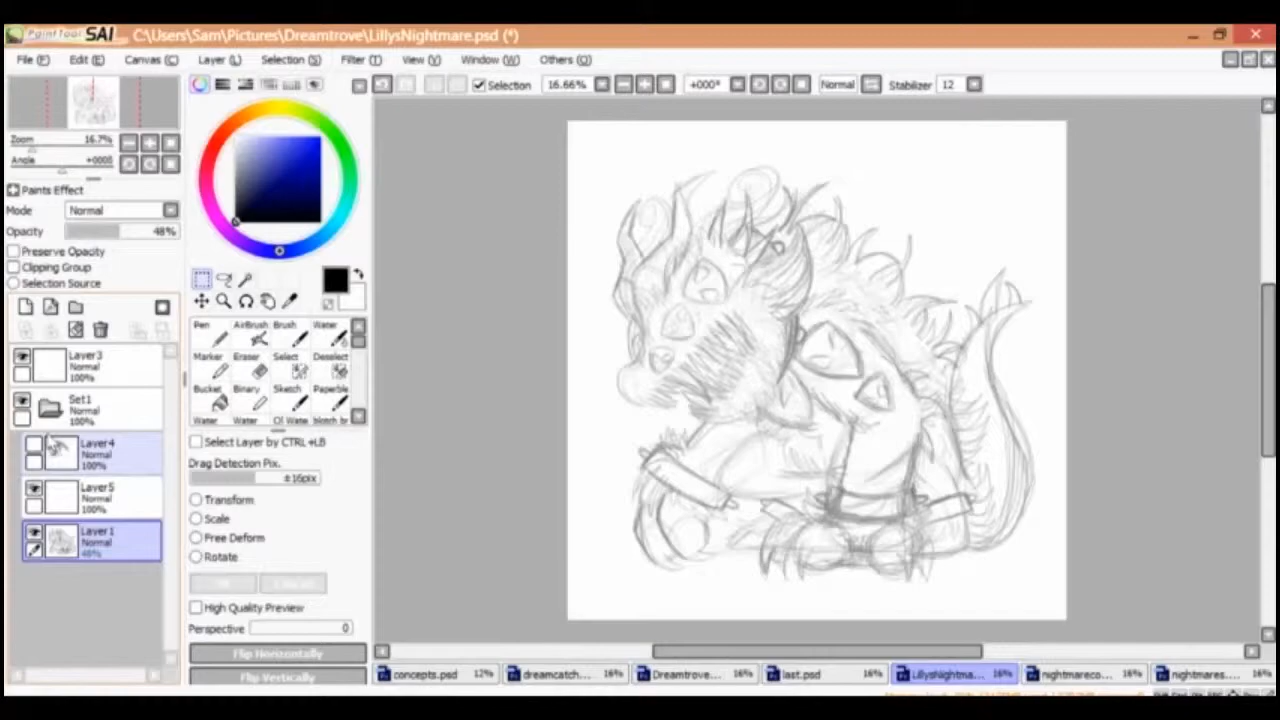 PaintTool SAI C:\Users\Sam\Pictures\Dreamtrove\LillysNightmare.psd (*)
File (F) Edit (E) Canvas (C) Layer (L) Selection (S) Filter (T) View (V) Window (W) Others (O)
Selection 16.66% +000° Normal Stabilizer 12
Zoom 16.7%
Angle +000
Paints Effect
Mode Normal
Opacity 48%
Preserve Opacity
Clipping Group
Selection Source
Layer3
Normal
100%
Set1
Normal
100%
Layer4
Normal
100%
Layer5
Normal
100%
Layer1
Normal
48%
Pen AirBrush Brush Water
Marker Eraser Select Deselect
Bucket Binary Sketch Paperble
Water Water Ol Wate blotch br
Select Layer by CTRL +LB
Drag Detection Pix.
±16pix
Transform
Scale
Free Deform
Rotate
High Quality Preview
Perspective 0
Flip Horizontally
Flip Vertically
concepts.psd 12% dreamcatch... 16% Dreamtrove... 16% last.psd 16% LillysNightma... 16% nightmareco... 16% nightmares.... 16%